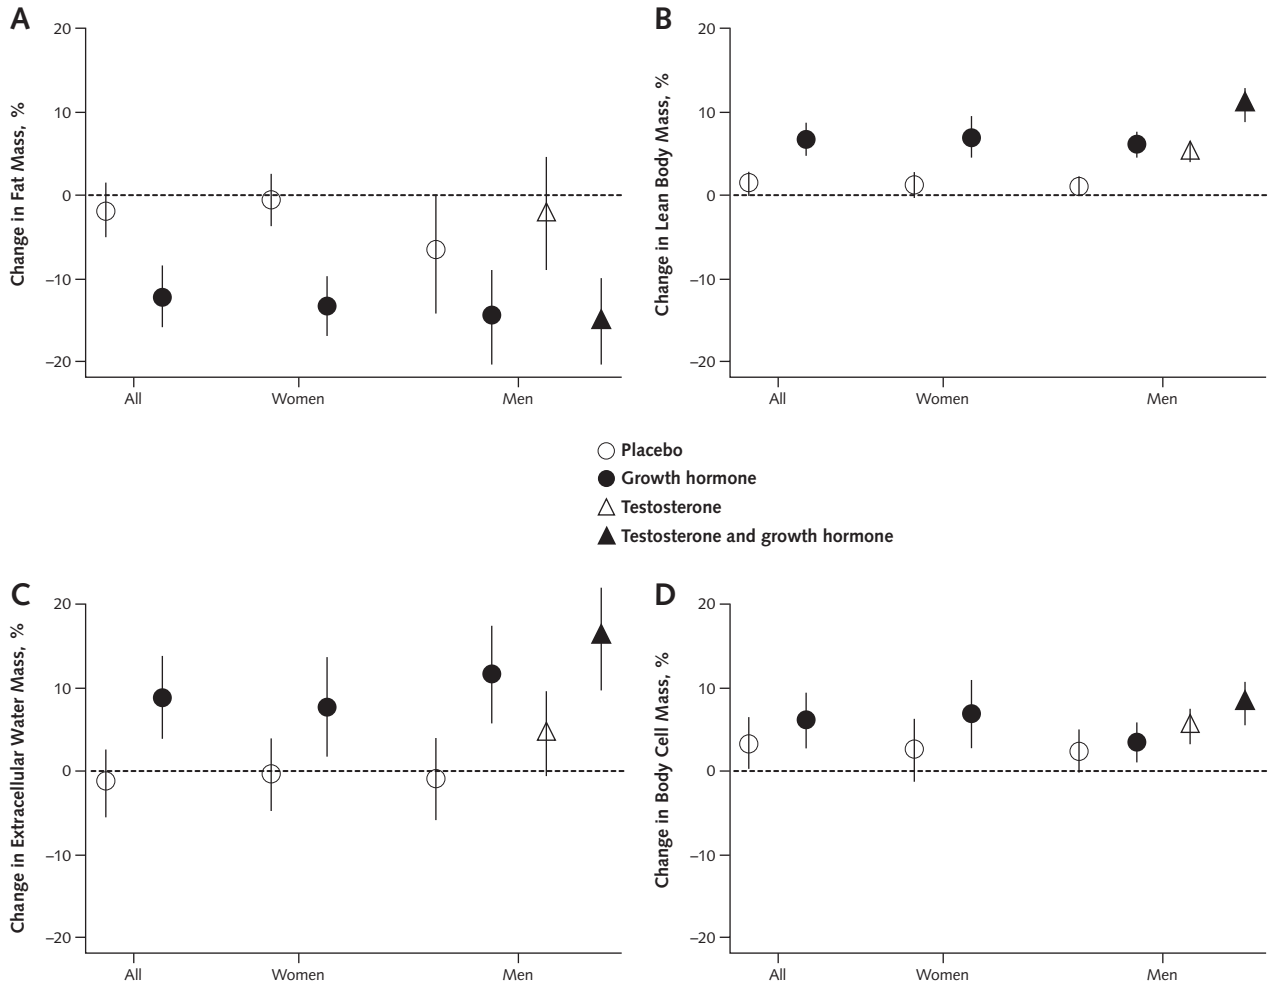 A
Change in Fat Mass, %
20
10
0
–10
–20
All
Women
Men
B
Change in Lean Body Mass, %
20
10
0
–10
–20
All
Women
Men
Placebo
Growth hormone
Testosterone
Testosterone and growth hormone
C
Change in Extracellular Water Mass, %
20
10
0
–10
–20
All
Women
Men
D
Change in Body Cell Mass, %
20
10
0
–10
–20
All
Women
Men